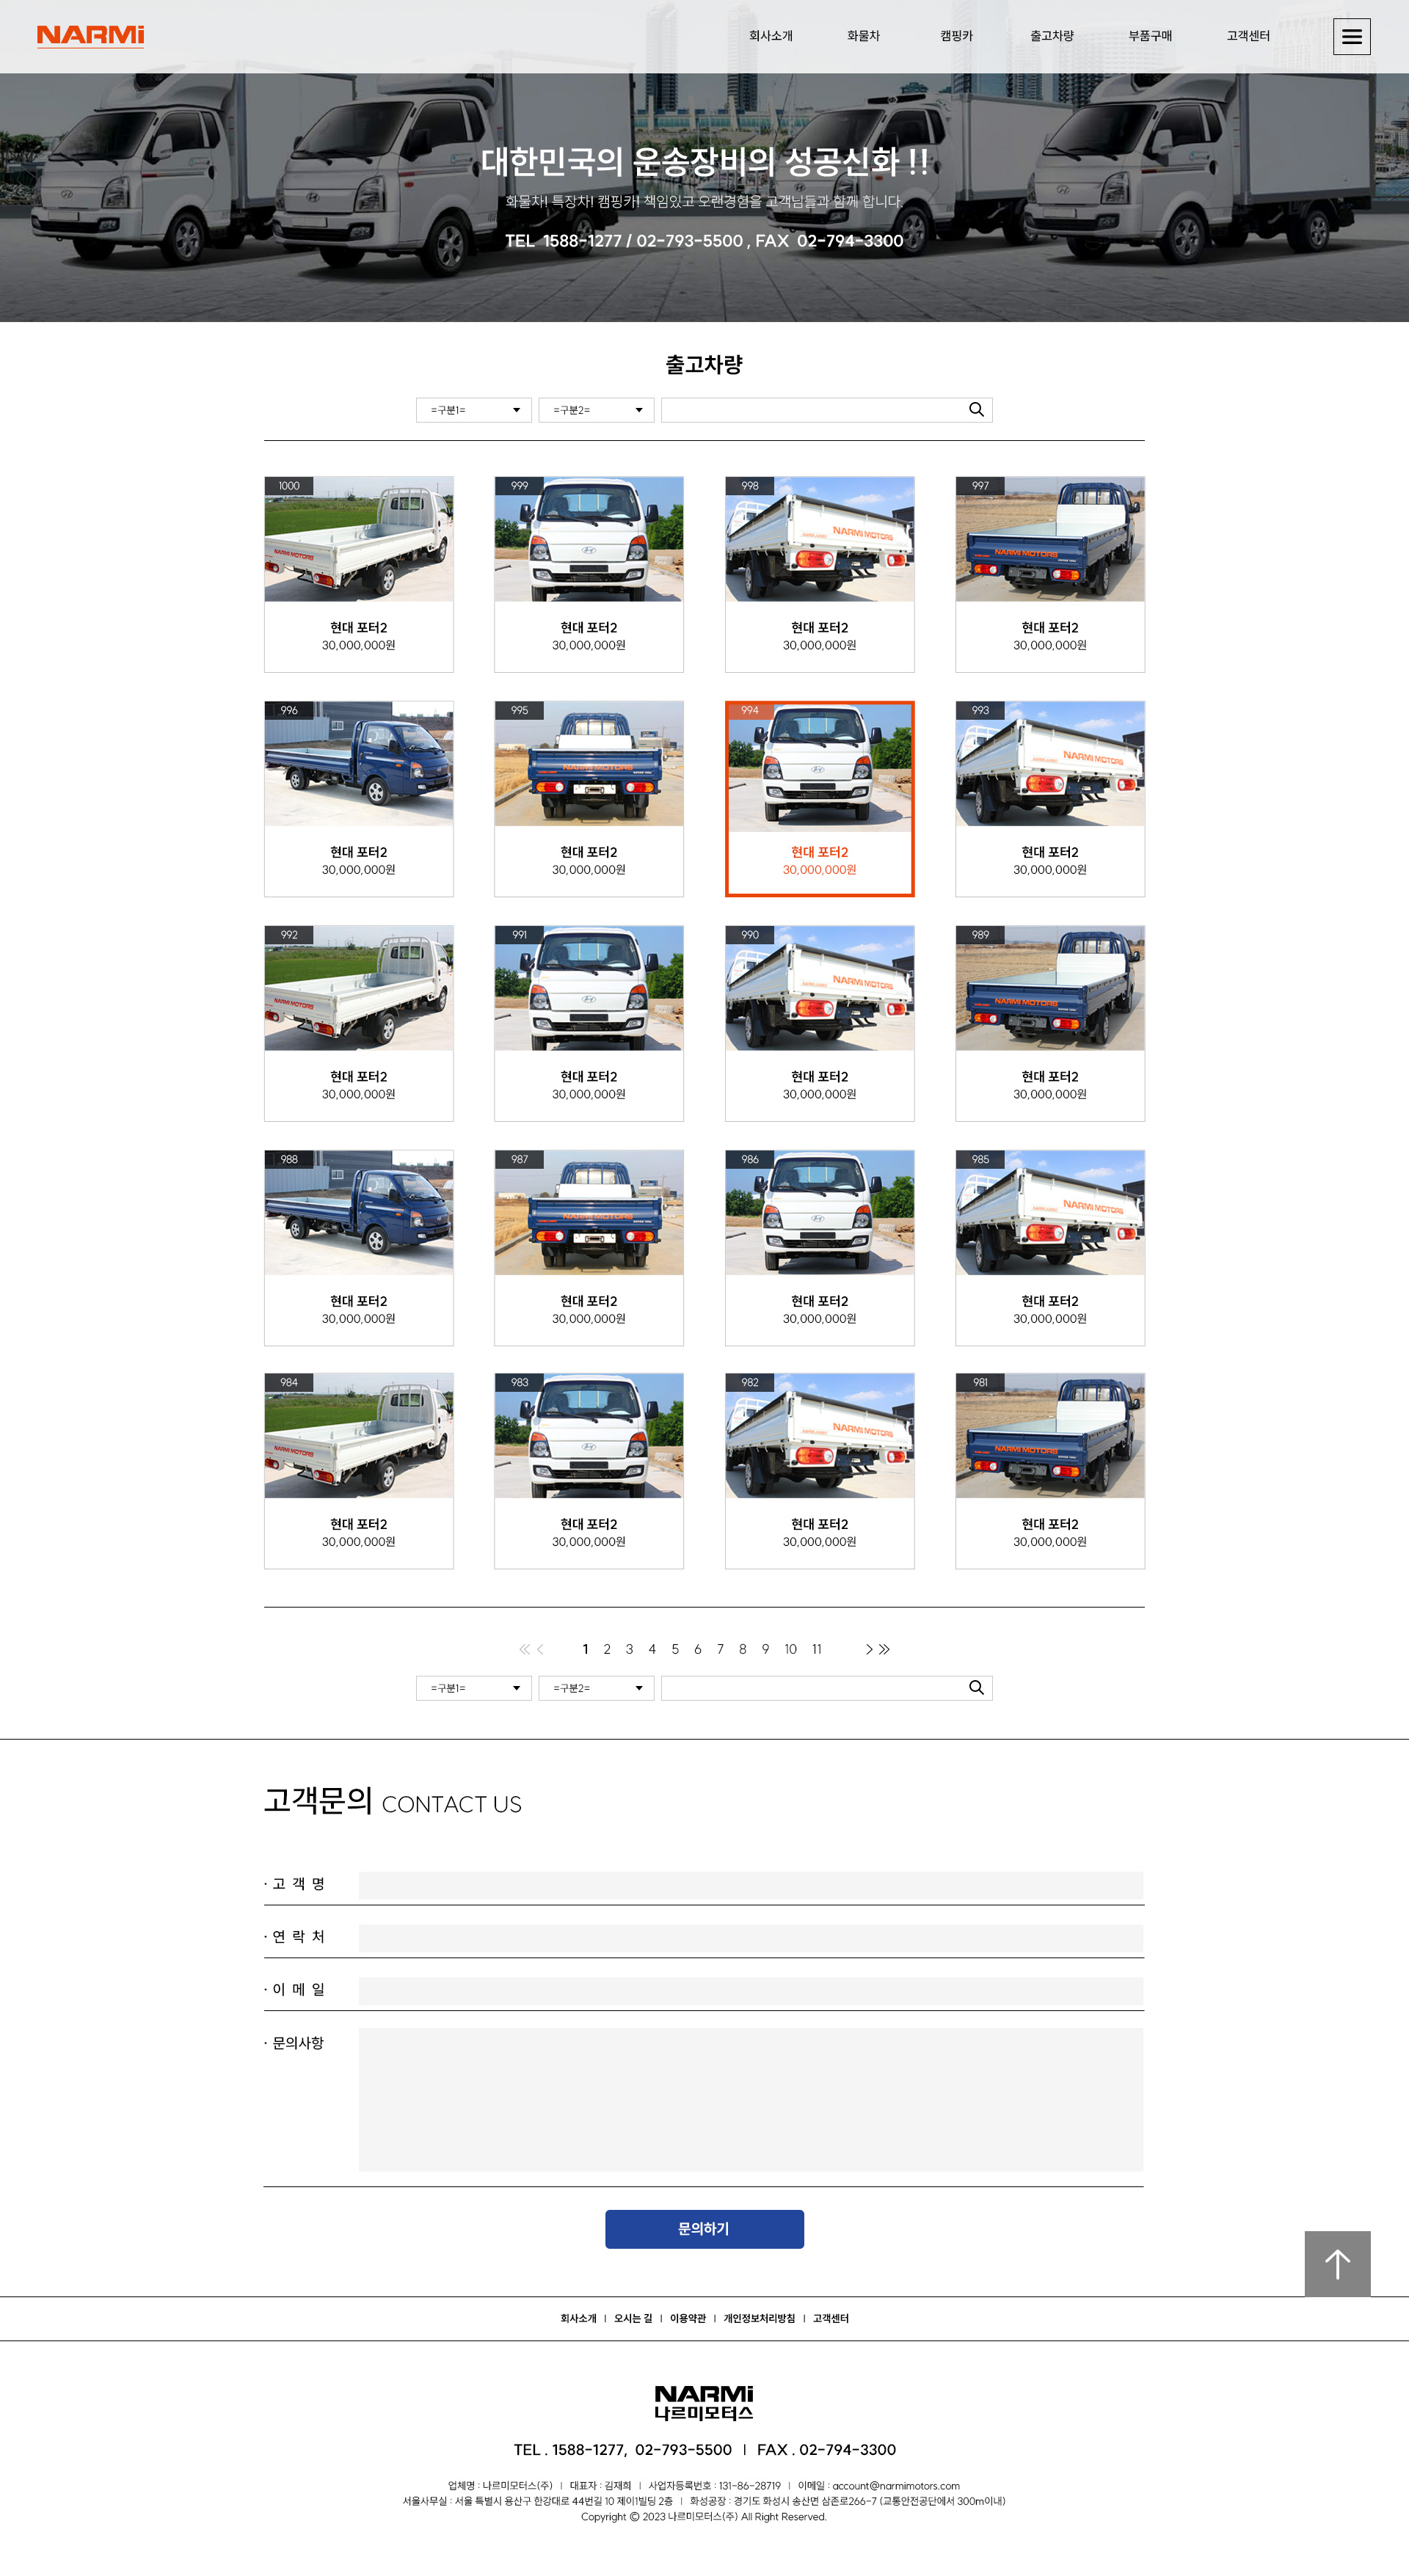 NARMi
회사소개 화물차 캠핑카 출고차량 부품구매 고객센터
대한민국의 운송장비의 성공신화 !!
화물차! 특장차! 캠핑카! 책임있고 오랜경험을 고객님들과 함께 합니다.
TEL 1588-1277 / 02-793-5500 , FAX 02-794-3300
출고차량
=구분1= =구분2=
1000 999 998 997
NARMI MOTORS NARMI MOTORS NARMI MOTORS
현대 포터2 현대 포터2 현대 포터2 현대 포터2
30,000,000원 30,000,000원 30,000,000원 30,000,000원
996 995 994 993
NARMI MOTORS NARMI MOTORS
현대 포터2 현대 포터2 현대 포터2 현대 포터2
30,000,000원 30,000,000원 30,000,000원 30,000,000원
992 991 990 989
NARMI MOTORS NARMI MOTORS NARMI MOTORS
현대 포터2 현대 포터2 현대 포터2 현대 포터2
30,000,000원 30,000,000원 30,000,000원 30,000,000원
988 987 986 985
NARMI MOTORS NARMI MOTORS
현대 포터2 현대 포터2 현대 포터2 현대 포터2
30,000,000원 30,000,000원 30,000,000원 30,000,000원
984 983 982 981
NARMI MOTORS NARMI MOTORS NARMI MOTORS
현대 포터2 현대 포터2 현대 포터2 현대 포터2
30,000,000원 30,000,000원 30,000,000원 30,000,000원
1 2 3 4 5 6 7 8 9 10 11
=구분1= =구분2=
고객문의 CONTACT US
· 고 객 명
· 연 락 처
· 이 메 일
· 문의사항
문의하기
회사소개 | 오시는 길 | 이용약관 | 개인정보처리방침 | 고객센터
NARMi
나르미모터스
TEL . 1588-1277, 02-793-5500 | FAX . 02-794-3300
업체명 : 나르미모터스(주) | 대표자 : 김재희 | 사업자등록번호 : 131-86-28719 | 이메일 : account@narmimotors.com
서울사무실 : 서울 특별시 용산구 한강대로 44번길 10 제이1빌딩 2층 | 화성공장 : 경기도 화성시 송산면 삼존로266-7 (교통안전공단에서 300m이내)
Copyright © 2023 나르미모터스(주) All Right Reserved.